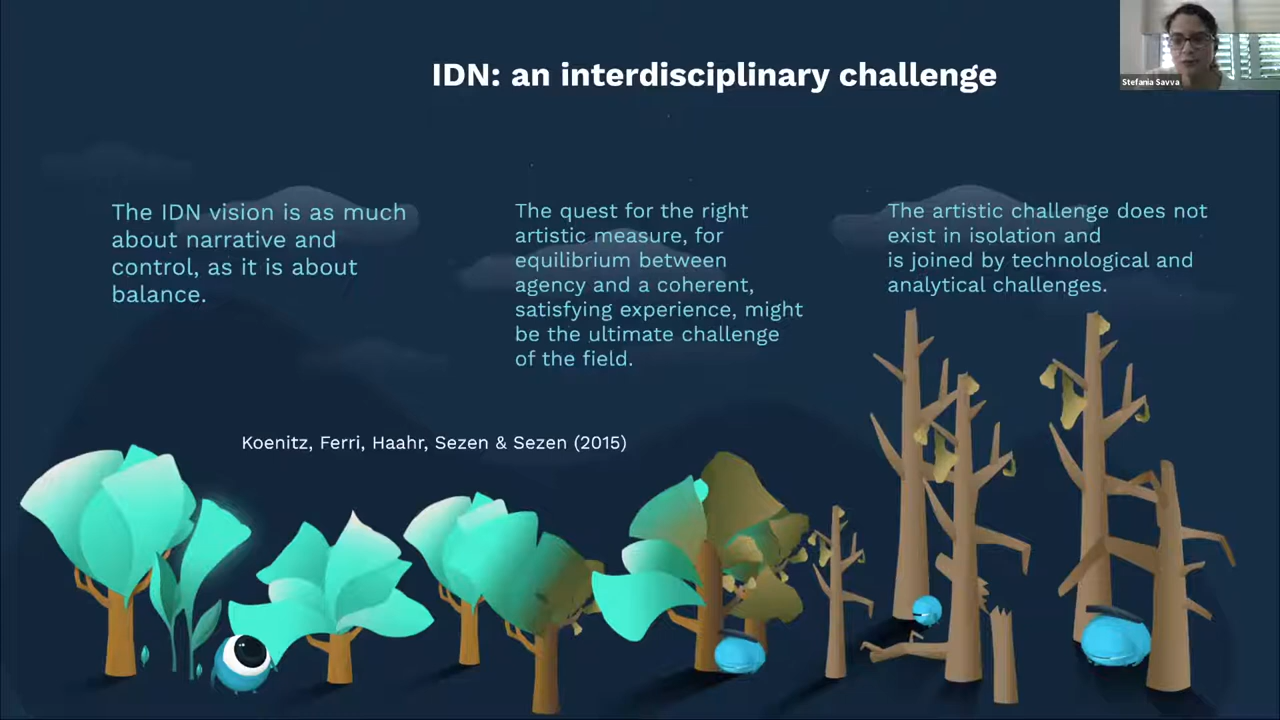 IDN: an interdisciplinary challenge
Stefania Savva
The IDN vision is as much
about narrative and
control, as it is about
balance.
The quest for the right
artistic measure, for
equilibrium between
agency and a coherent,
satisfying experience, might
be the ultimate challenge
of the field.
The artistic challenge does not
exist in isolation and
is joined by technological and
analytical challenges.
Koenitz, Ferri, Haahr, Sezen & Sezen (2015)